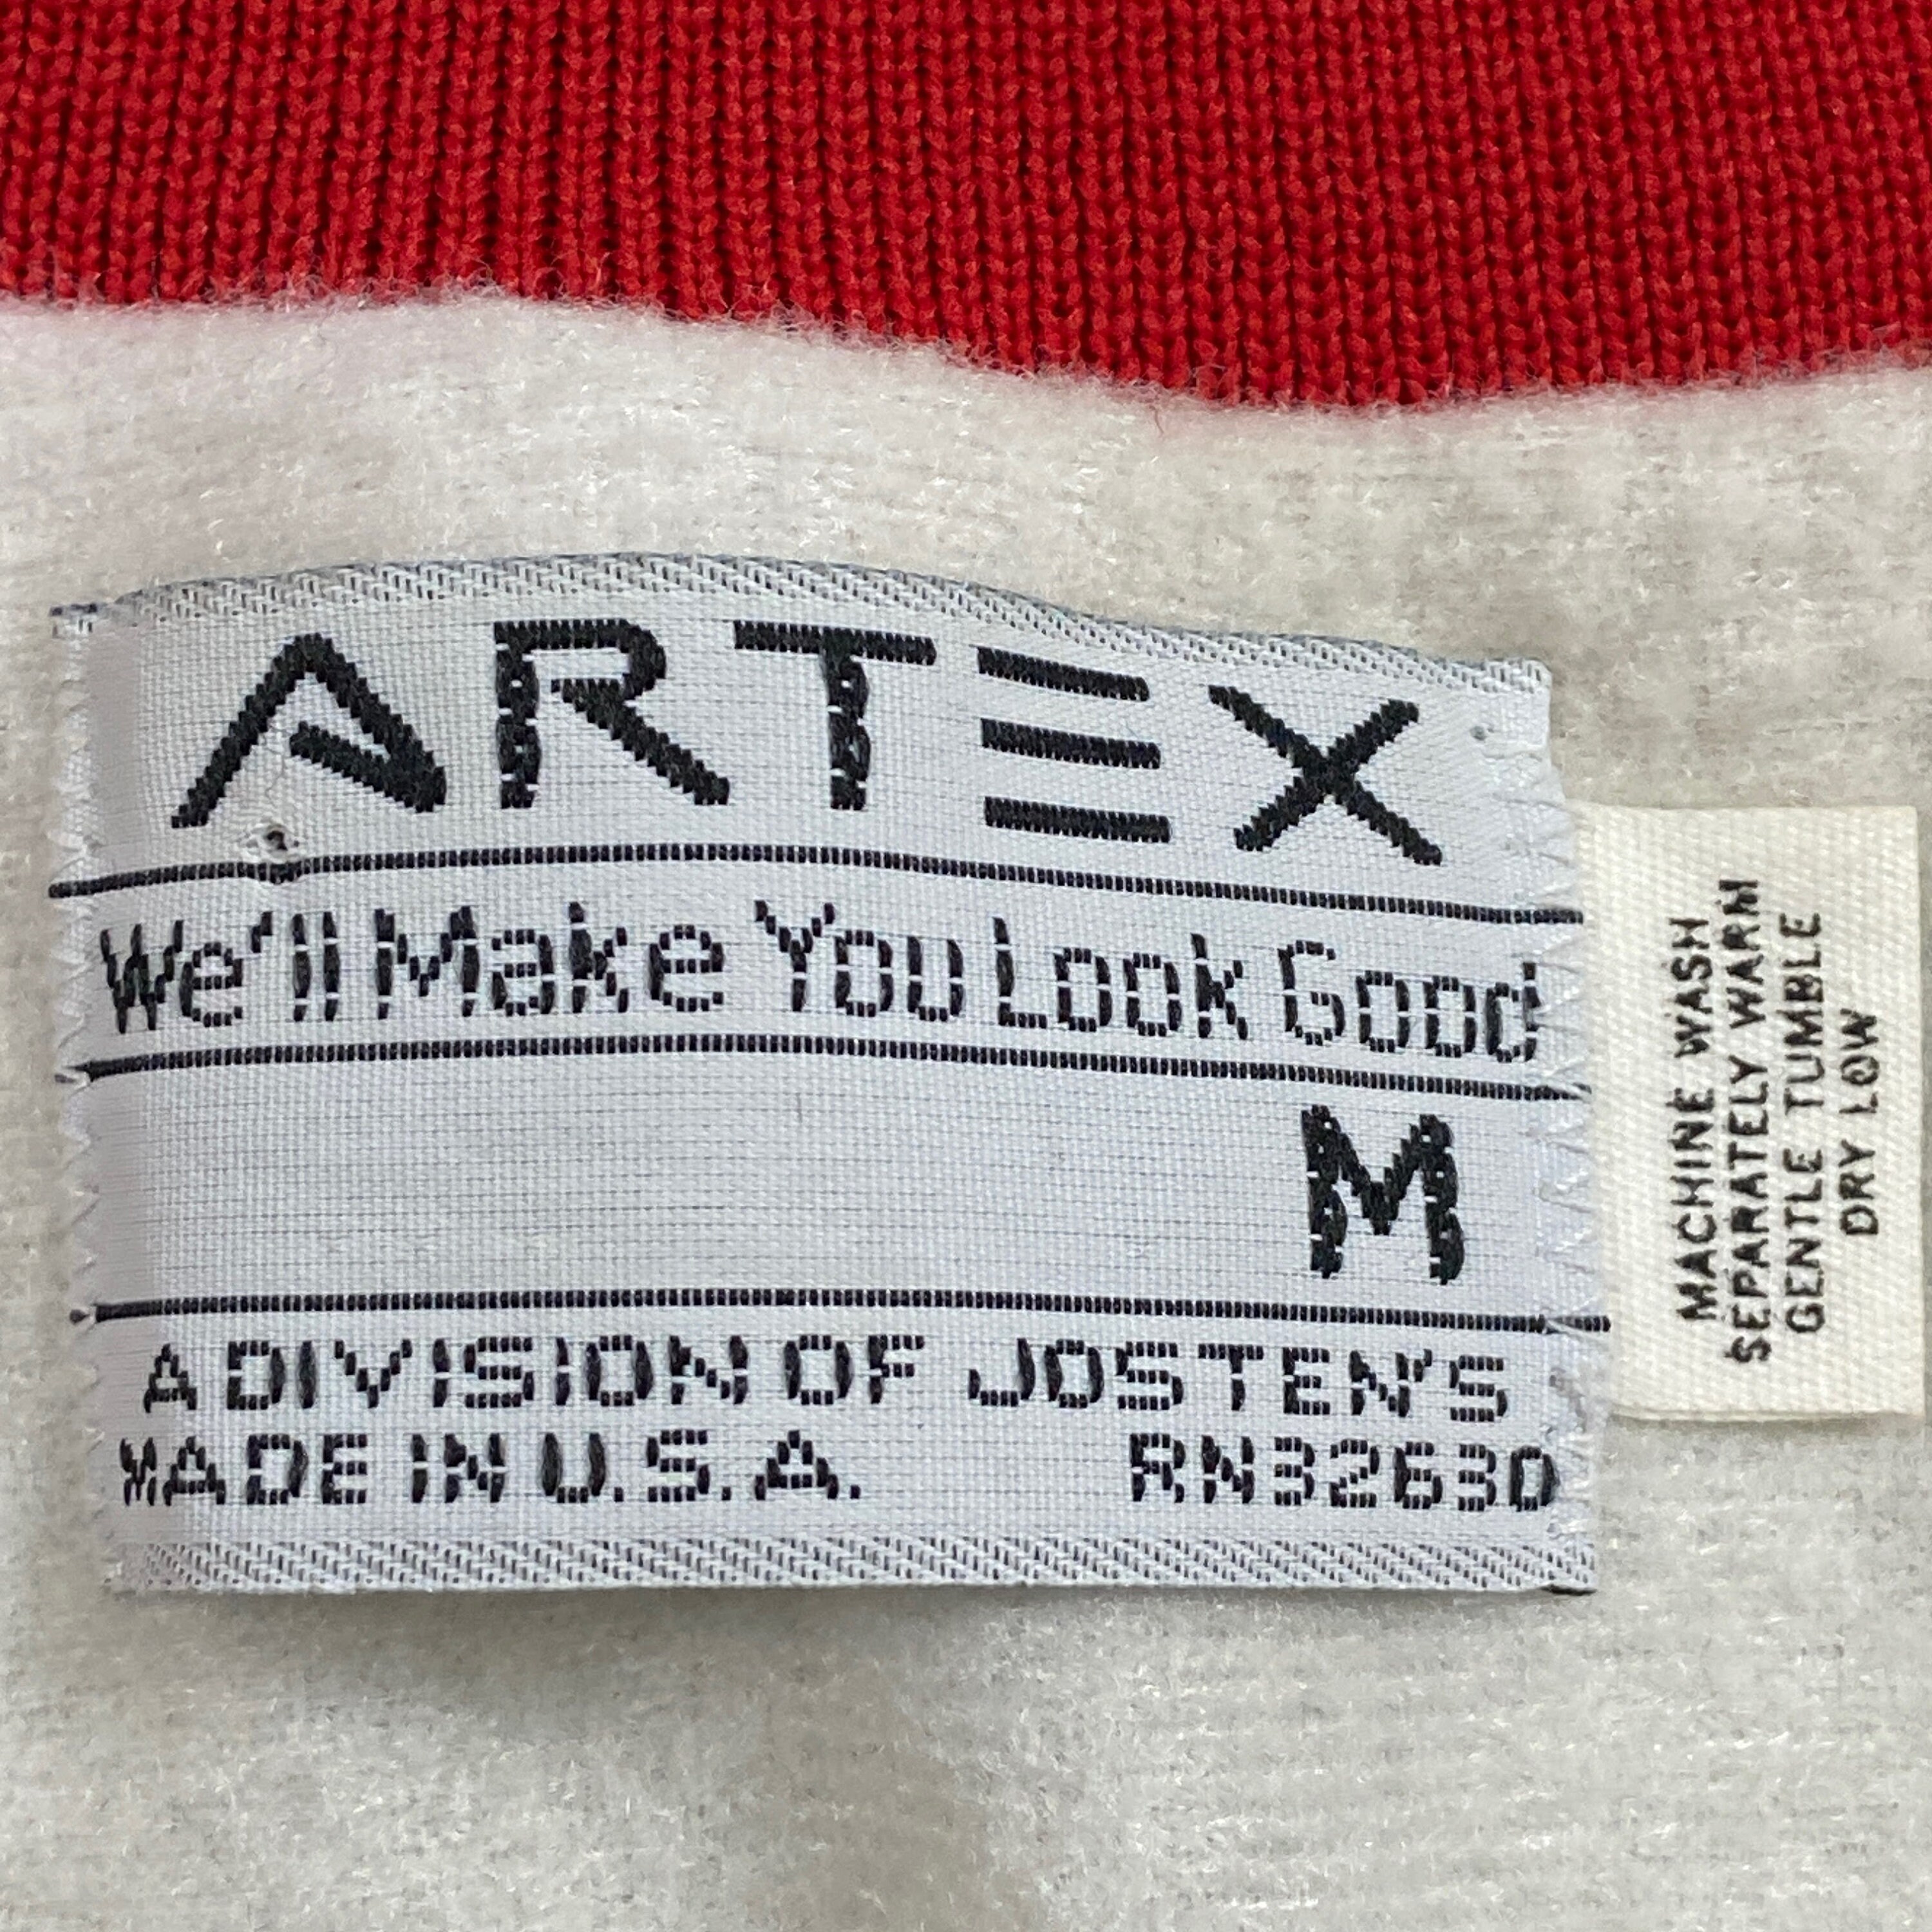 ARTEX
We'll Make You Look Good
M
A DIVISION OF JOSTEN'S
MADE IN U.S.A. RN32630
MACHINE WASH
SEPARATELY WARM
GENTLE TUMBLE
DRY LOW